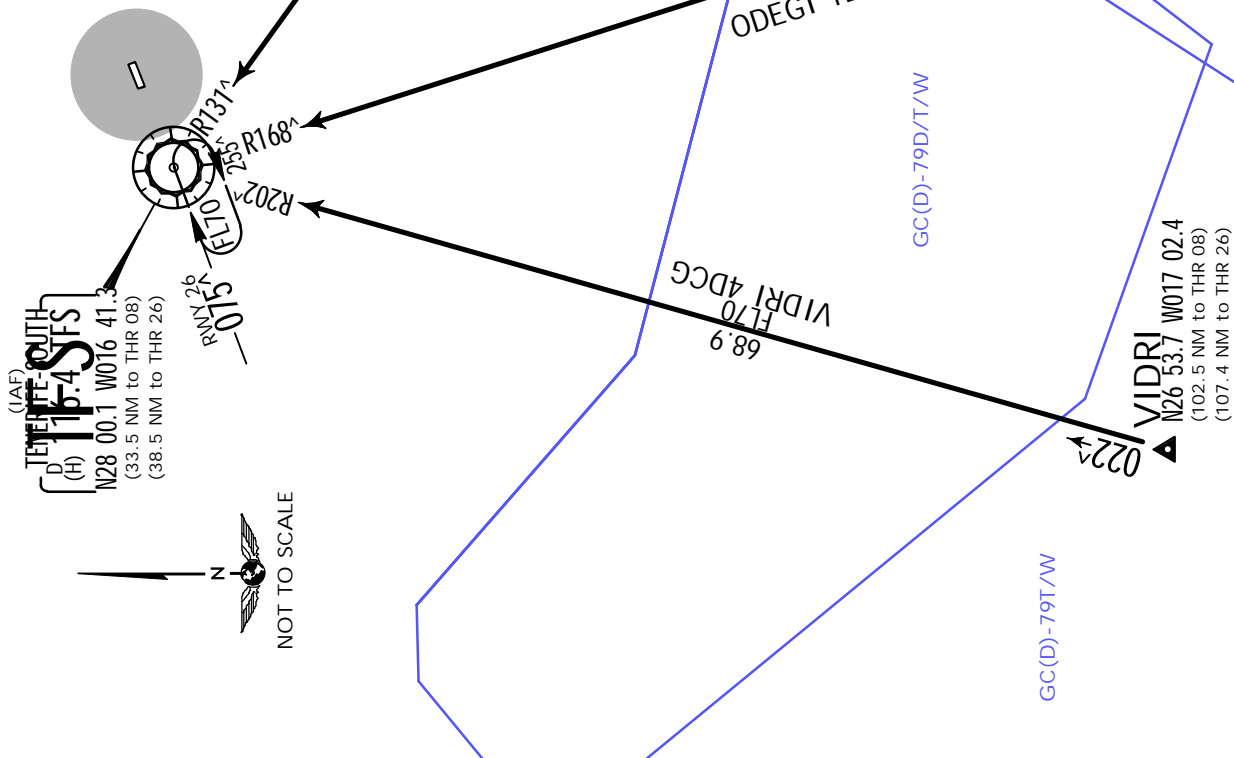 (IAF)
TENERIFE-SOUTH
D
(H)
116.4 TFS
TFS
N28 00.1 W016 41.3
(33.5 NM to THR 08)
(38.5 NM to THR 26)
R131^
R168^
R202^
255^
FL70
RWY 26
075^
ODEGI
VIDRI 4DCG
FL70
68.9
022^
VIDRI
N26 53.7 W017 02.4
(102.5 NM to THR 08)
(107.4 NM to THR 26)
GC(D)-79D/T/W
GC(D)-79T/W
N
NOT TO SCALE